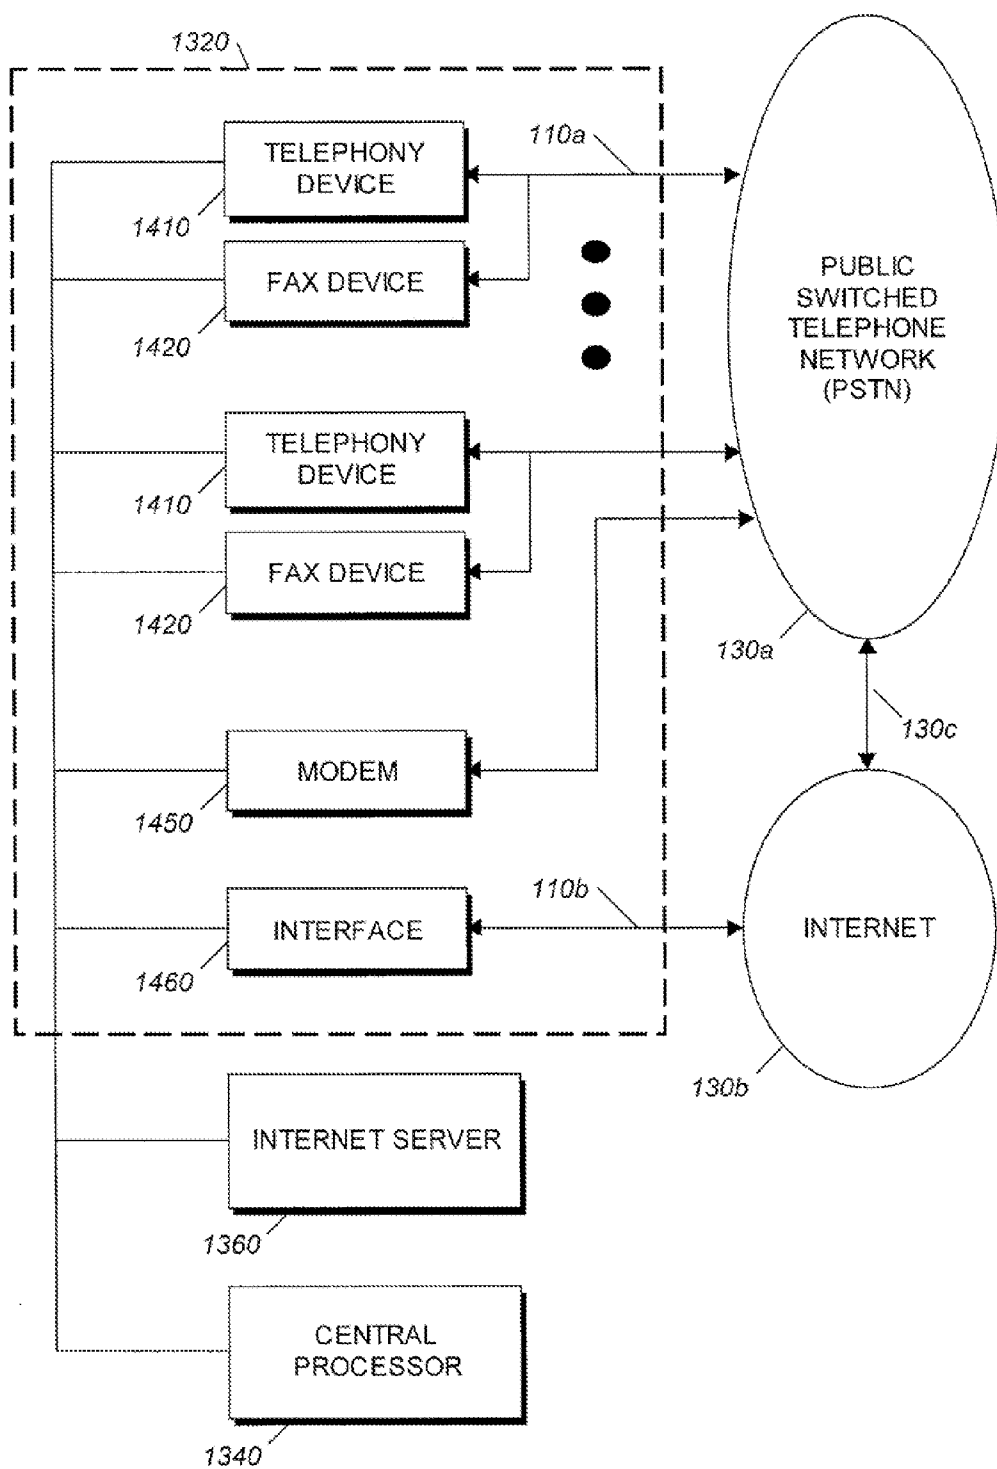 1320
TELEPHONY
DEVICE
1410
110a
FAX DEVICE
1420
PUBLIC
SWITCHED
TELEPHONE
NETWORK
(PSTN)
TELEPHONY
DEVICE
1410
FAX DEVICE
1420
130a
130c
MODEM
1450
INTERFACE
1460
110b
INTERNET
130b
INTERNET SERVER
1360
CENTRAL
PROCESSOR
1340